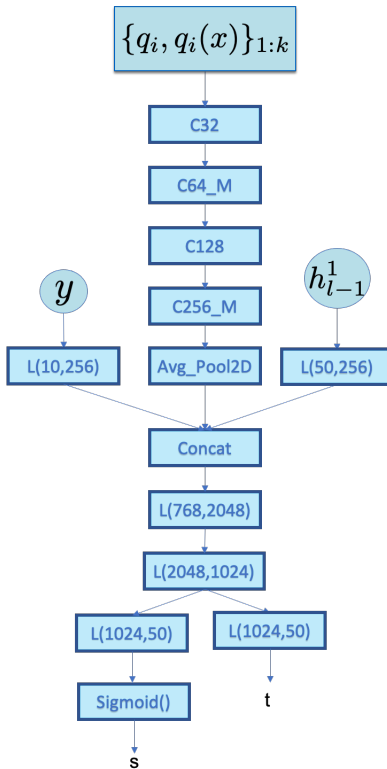 {q_i, q_i(x)}_{1:k}
C32
C64_M
C128
C256_M
y
h^1_{l-1}
L(10,256)
Avg_Pool2D
L(50,256)
Concat
L(768,2048)
L(2048,1024)
L(1024,50)
L(1024,50)
Sigmoid()
t
s